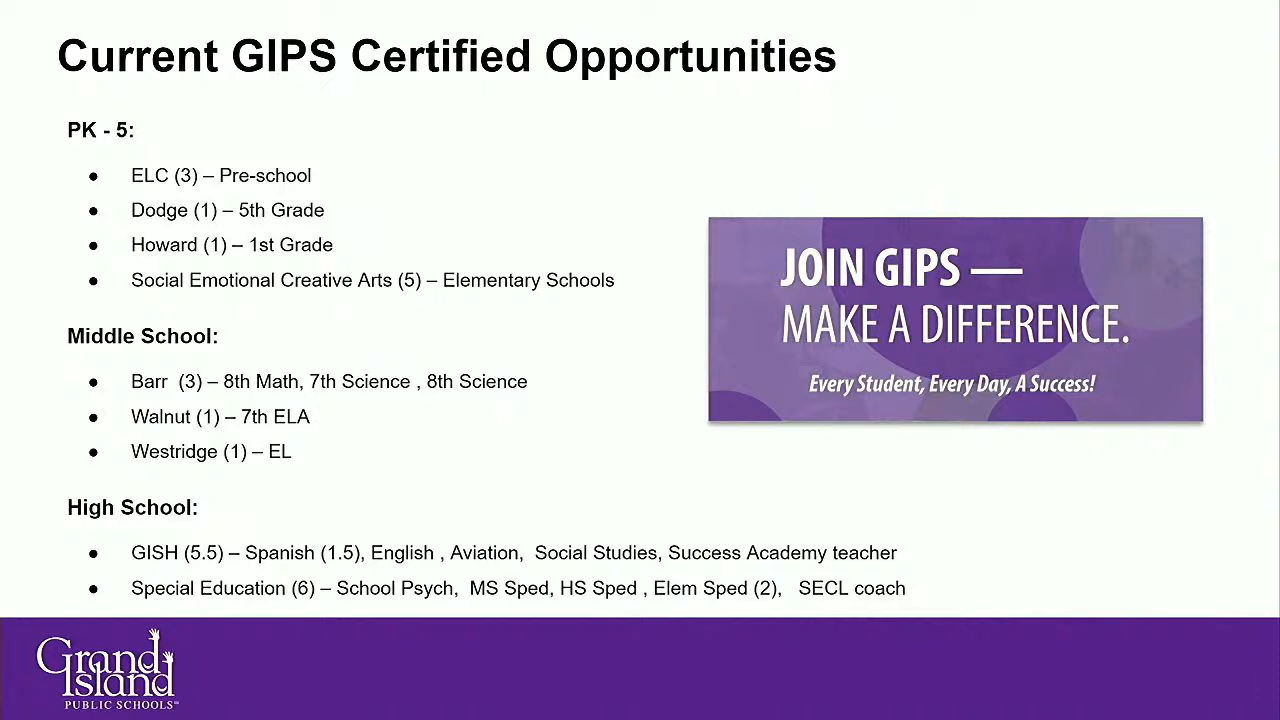 Current GIPS Certified Opportunities
PK - 5:
● ELC (3) – Pre-school
● Dodge (1) – 5th Grade
● Howard (1) – 1st Grade
● Social Emotional Creative Arts (5) – Elementary Schools
Middle School:
● Barr  (3) – 8th Math, 7th Science , 8th Science
● Walnut (1) – 7th ELA
● Westridge (1) – EL
High School:
● GISH (5.5) – Spanish (1.5), English , Aviation,  Social Studies, Success Academy teacher
● Special Education (6) – School Psych,  MS Sped, HS Sped , Elem Sped (2),   SECL coach
JOIN GIPS —
MAKE A DIFFERENCE.
Every Student, Every Day, A Success!
Grand
Island
PUBLIC SCHOOLS